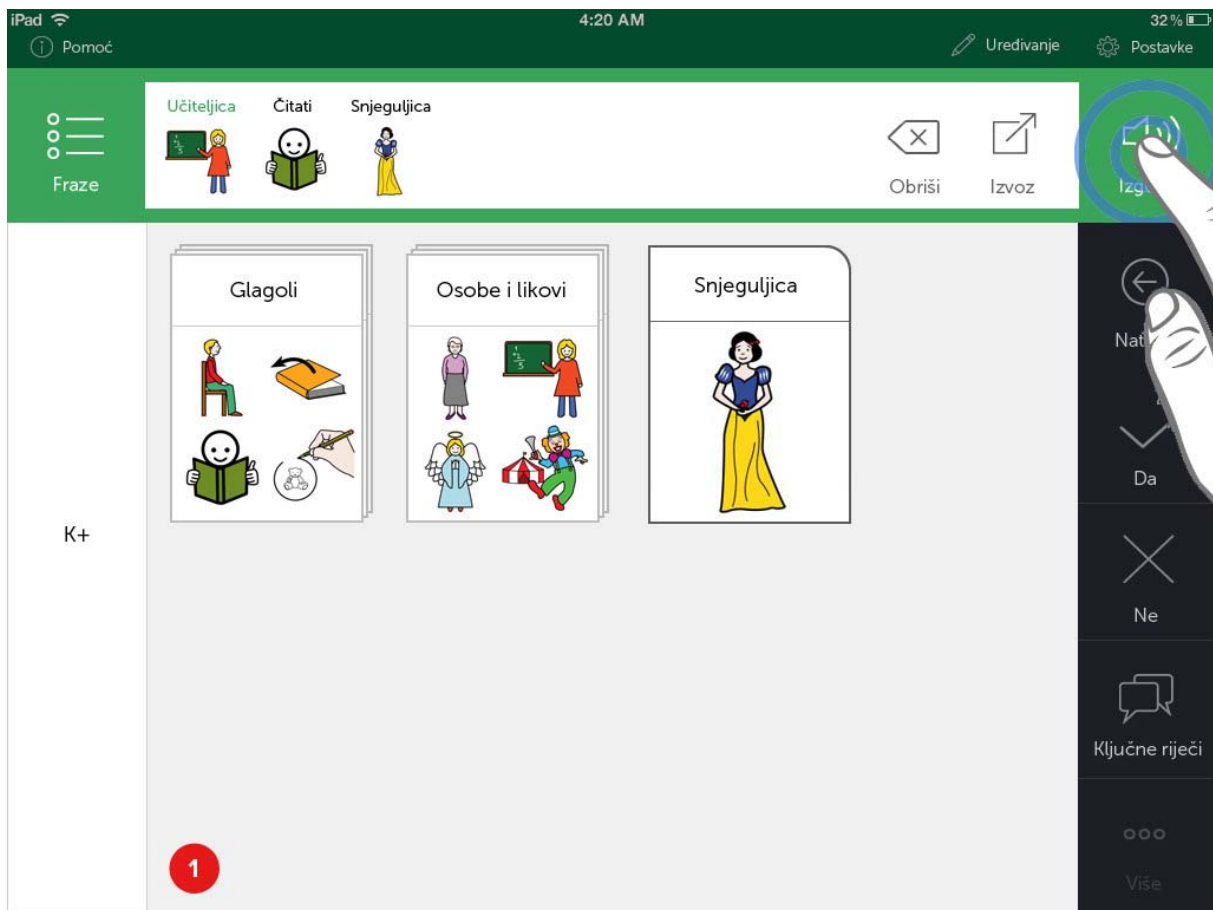 iPad 4:20 AM 32%
Pomoć Uređivanje Postavke
Fraze
Učiteljica Čitati Snjeguljica
Obriši Izvoz
Glagoli Osobe i likovi Snjeguljica
Da
K+
Ne
Ključne riječi
1
Više